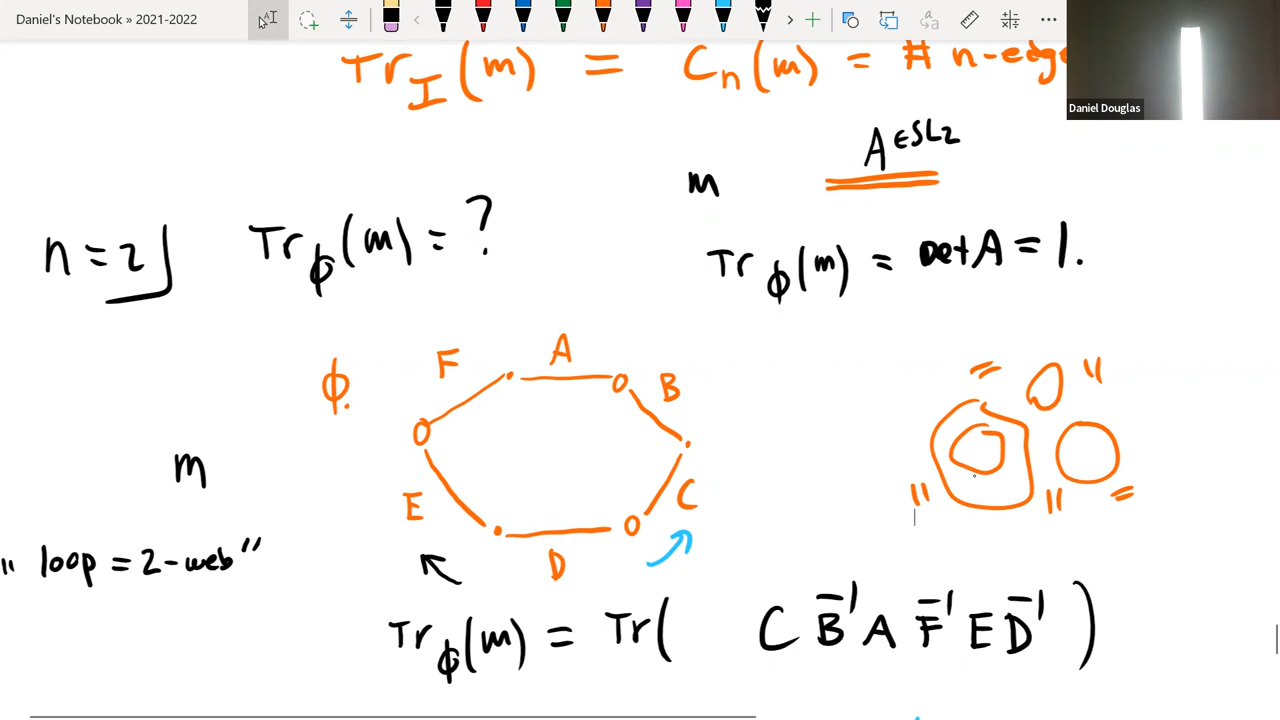 Daniel's Notebook » 2021-2022
Daniel Douglas
Tr_I(m) = C_n(m) = # n-edge
A ∈ SL2
m
n=2
Tr_ϕ(m) = ?
Tr_ϕ(m) = Det A = 1.
F A B
ϕ.
m
E D C
" loop = 2-web "
Tr_ϕ(m) = Tr( C B^-1 A F^-1 E D^-1 )